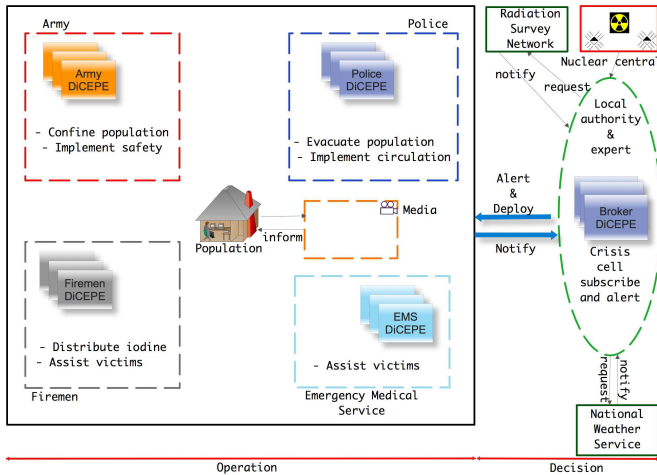 Army
Army
DiCEPE
- Confine population
- Implement safety
Police
Police
DiCEPE
- Evacuate population
- Implement circulation
Population
inform
Media
Firemen
DiCEPE
- Distribute iodine
- Assist victims
Firemen
EMS
DiCEPE
- Assist victims
Emergency Medical
Service
Operation
Radiation
Survey
Network
Nuclear central
notify
request
Local
authority
&
expert
Alert
&
Deploy
Notify
Broker
DiCEPE
Crisis
cell
subscribe
and alert
request
notify
National
Weather
Service
Decision